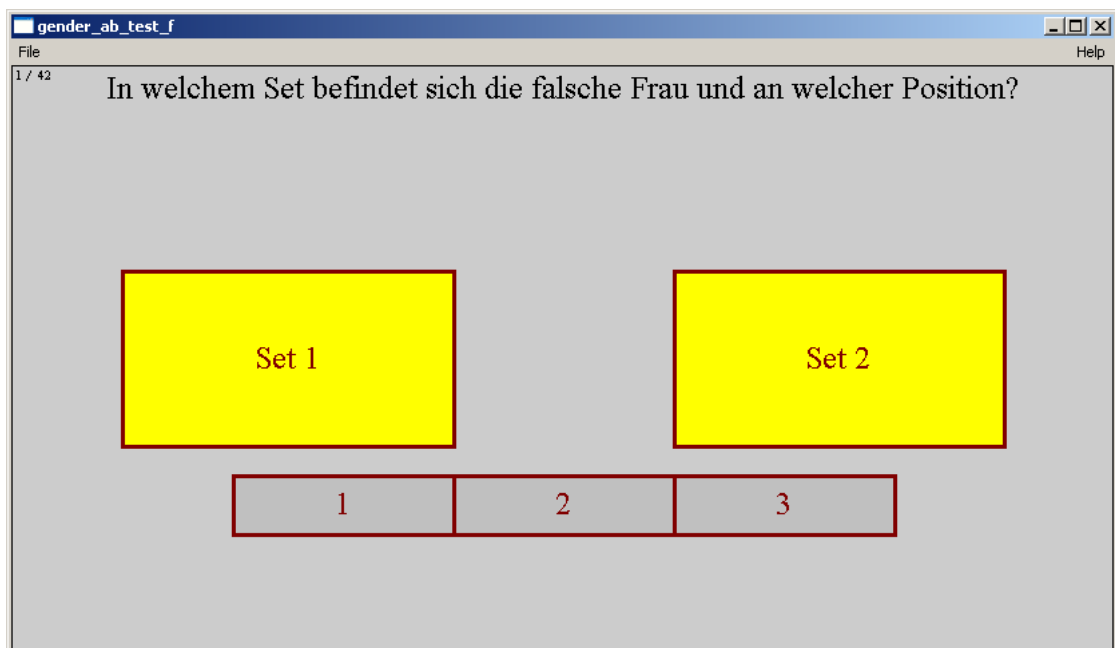 gender_ab_test_f
File Help
1 / 42
In welchem Set befindet sich die falsche Frau und an welcher Position?
Set 1 Set 2
1 2 3